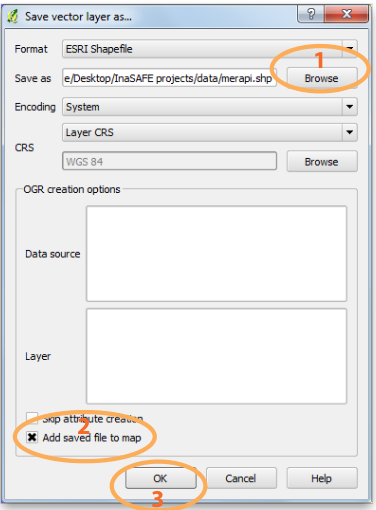 Save vector layer as...
Format ESRI Shapefile
1
Save as e/Desktop/InaSAFE projects/data/merapi.shp Browse
Encoding System
Layer CRS
CRS
WGS 84 Browse
OGR creation options
Data source
Layer
Skip attribute creation
2
Add saved file to map
OK Cancel Help
3